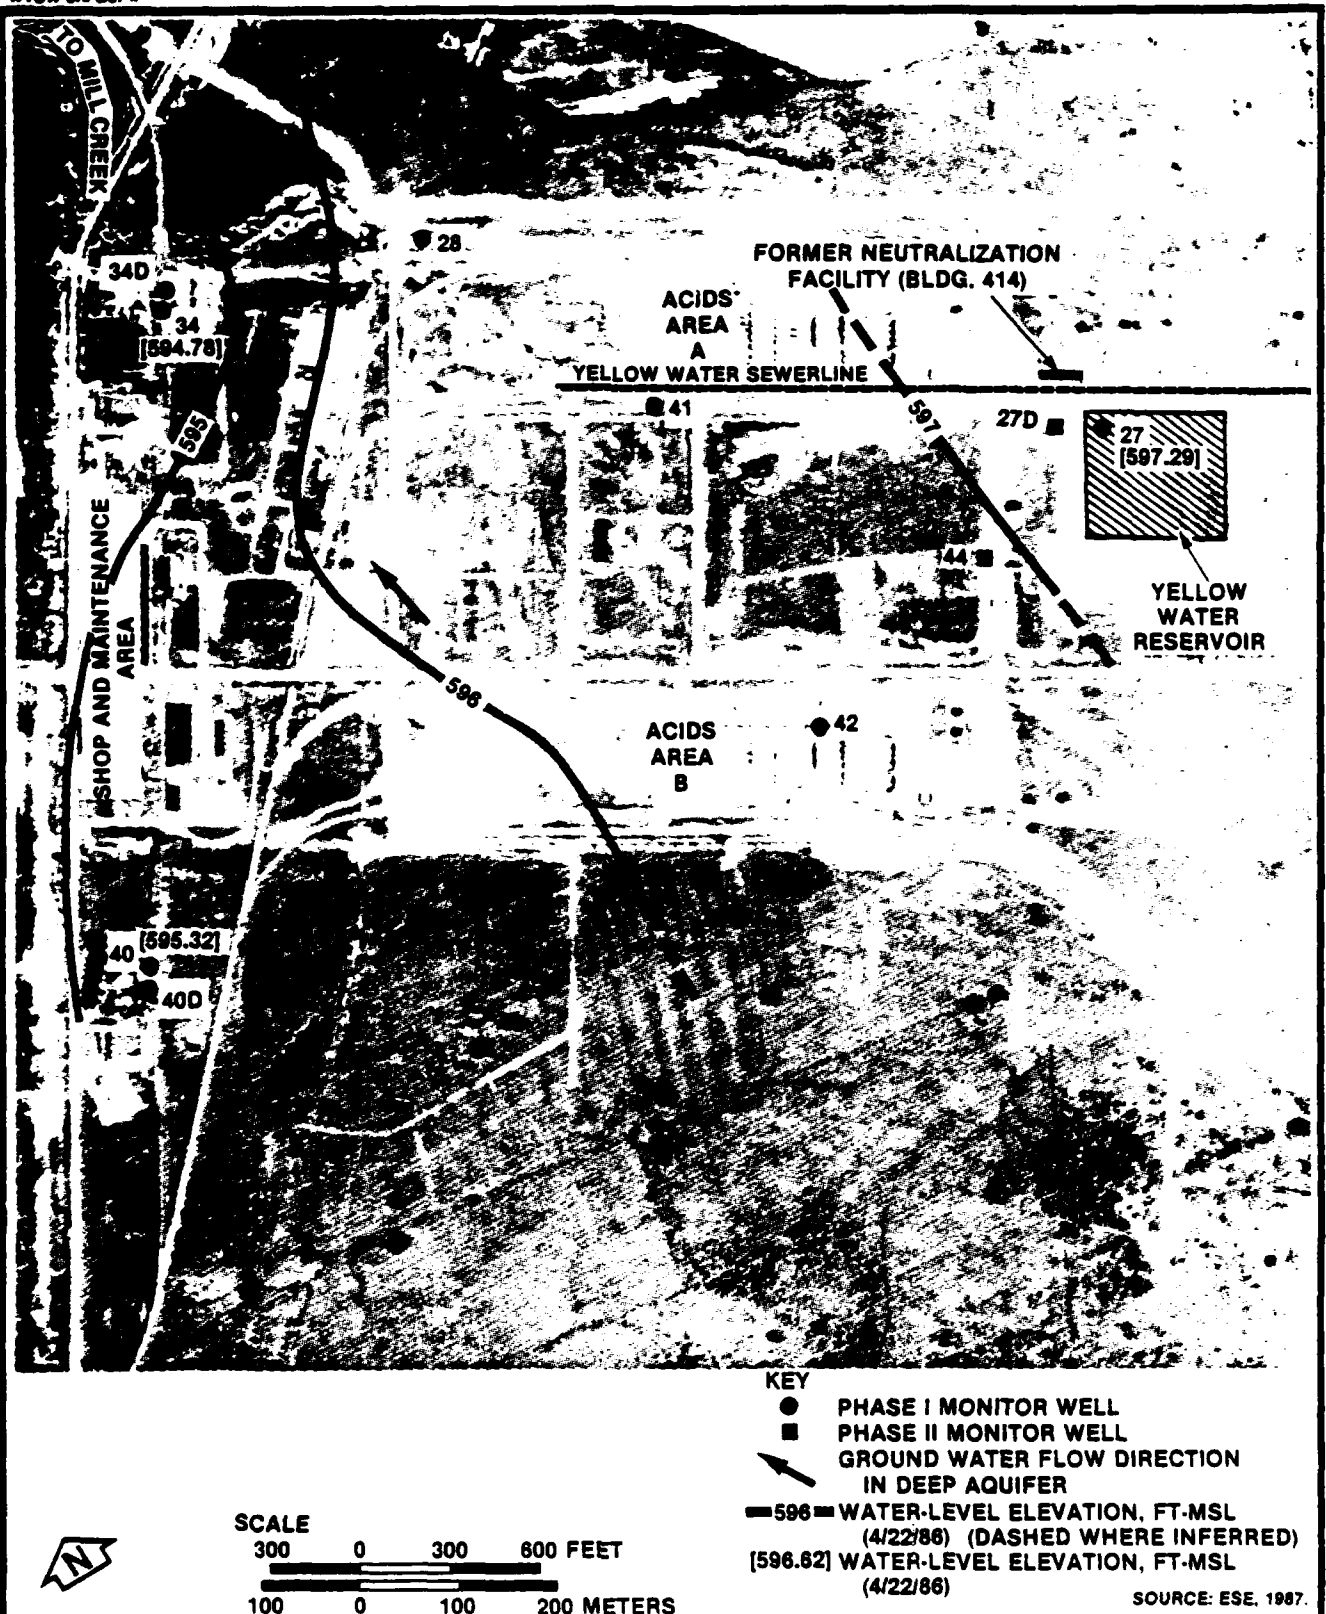 TO MILL CREEK
28
34D
34
[594.78]
FORMER NEUTRALIZATION
FACILITY (BLDG. 414)
ACIDS
AREA
A
YELLOW WATER SEWERLINE
41
597
27D
27
[597.29]
595
44
YELLOW
WATER
RESERVOIR
SHOP AND MAINTENANCE
AREA
596
ACIDS
AREA
B
42
40
[595.32]
40D
KEY
PHASE I MONITOR WELL
PHASE II MONITOR WELL
GROUND WATER FLOW DIRECTION
IN DEEP AQUIFER
596 WATER-LEVEL ELEVATION, FT-MSL
(4/22/86) (DASHED WHERE INFERRED)
[596.62] WATER-LEVEL ELEVATION, FT-MSL
(4/22/86)
SOURCE: ESE, 1987.
N
SCALE
300 0 300 600 FEET
100 0 100 200 METERS